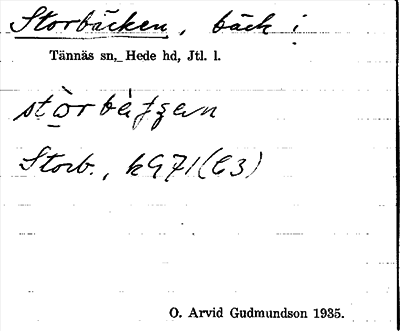 Storbäcken, bäck i
Tännäs sn, Hede hd, Jtl. l.
Storb., k971(C3)
O. Arvid Gudmundson 1935.